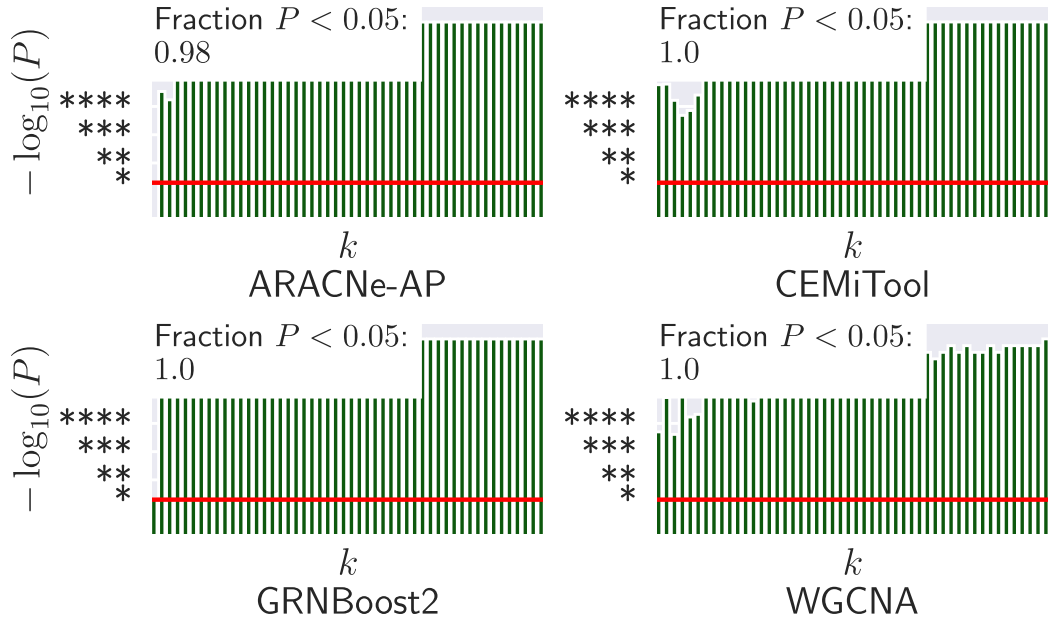 Fraction P < 0.05:
0.98
− log10(P)
****
***
**
*
k
ARACNe-AP
Fraction P < 0.05:
1.0
****
***
**
*
k
CEMiTool
Fraction P < 0.05:
1.0
− log10(P)
****
***
**
*
k
GRNBoost2
Fraction P < 0.05:
1.0
****
***
**
*
k
WGCNA